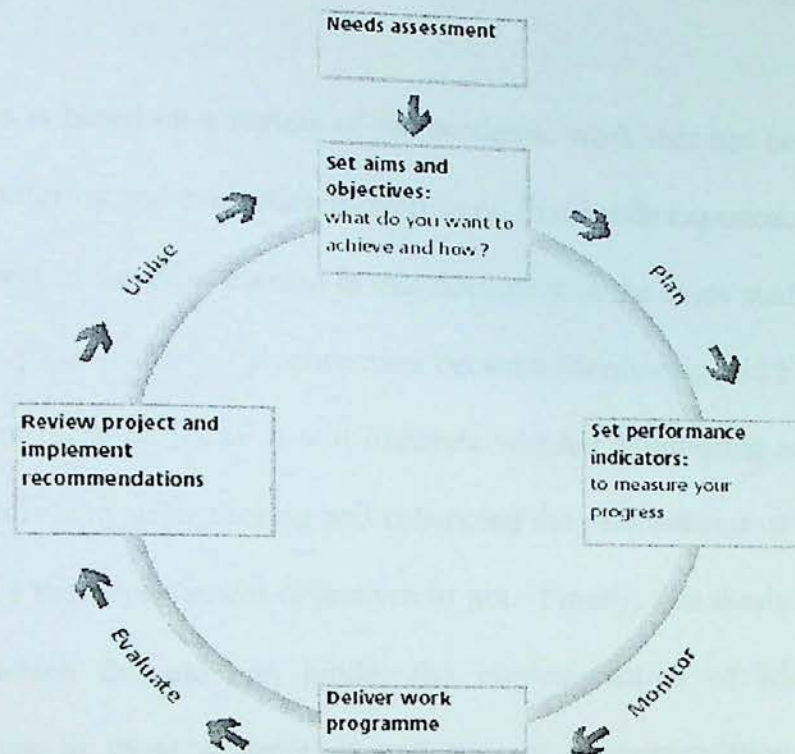 Needs assessment
Set aims and
objectives:
what do you want to
achieve and how?
Plan
Set performance
indicators:
to measure your
progress
Monitor
Deliver work
programme
Evaluate
Review project and
implement
recommendations
Utilise